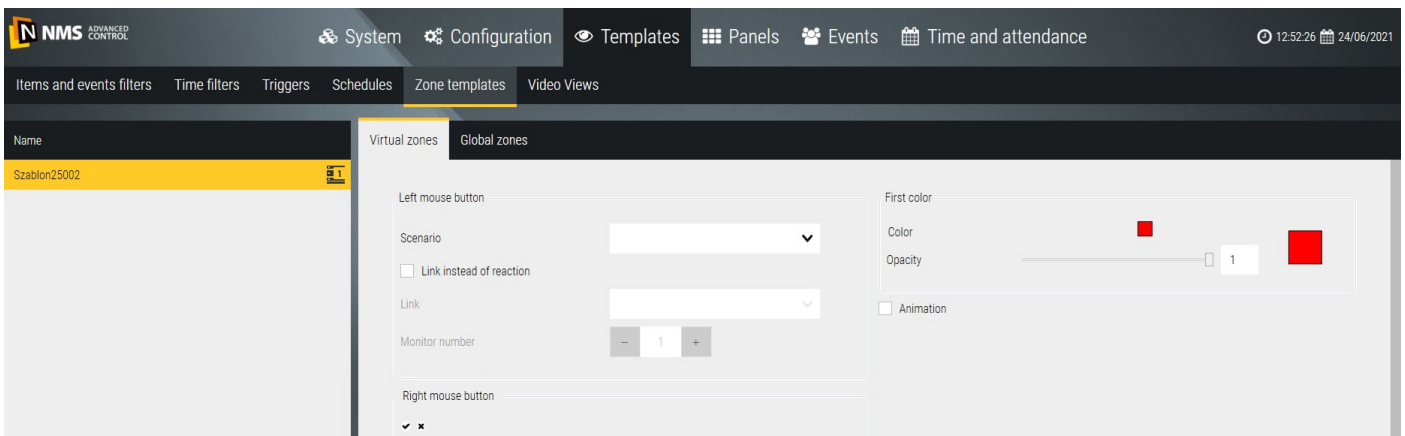 N NMS ADVANCED CONTROL
System Configuration Templates Panels Events Time and attendance 12:52:26 24/06/2021
Items and events filters Time filters Triggers Schedules Zone templates Video Views
Name
Szablon25002 1
Virtual zones Global zones
Left mouse button
Scenario
Link instead of reaction
Link
Monitor number − 1 +
Right mouse button
First color
Color
Opacity 1
Animation